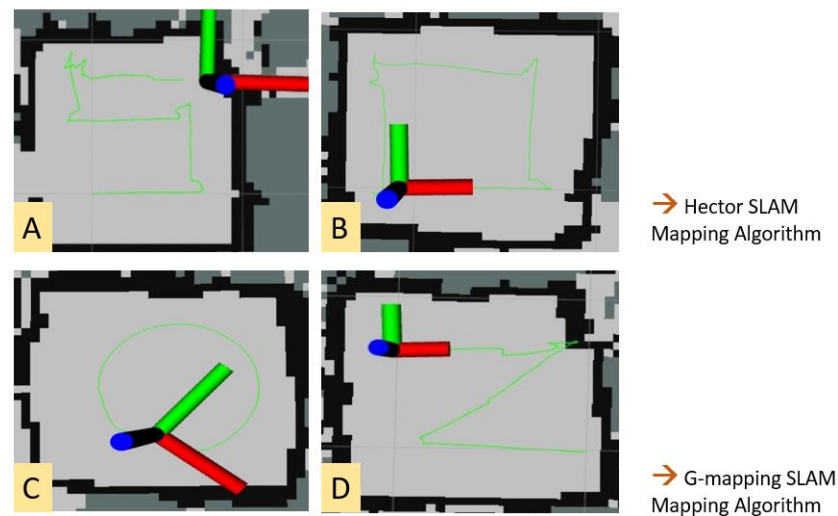 A
B
→ Hector SLAM
Mapping Algorithm
C
D
→ G-mapping SLAM
Mapping Algorithm